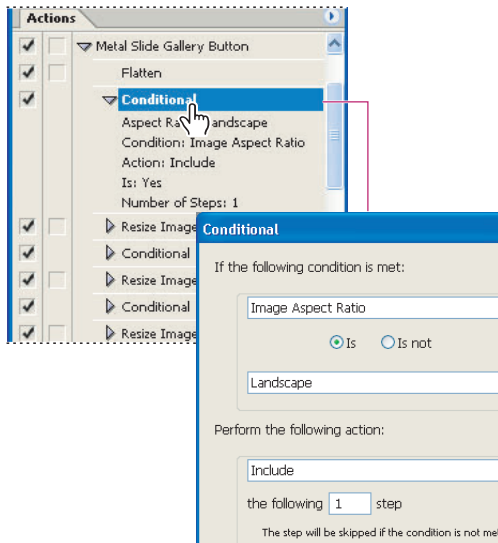 Actions
Metal Slide Gallery Button
Flatten
Conditional
Aspect Landscape
Condition: Image Aspect Ratio
Action: Include
Is: Yes
Number of Steps: 1
Resize Image
Conditional
Resize Image
Conditional
Resize Image
Conditional
If the following condition is met:
Image Aspect Ratio
Is Is not
Landscape
Perform the following action:
Include
the following 1 step
The step will be skipped if the condition is not met